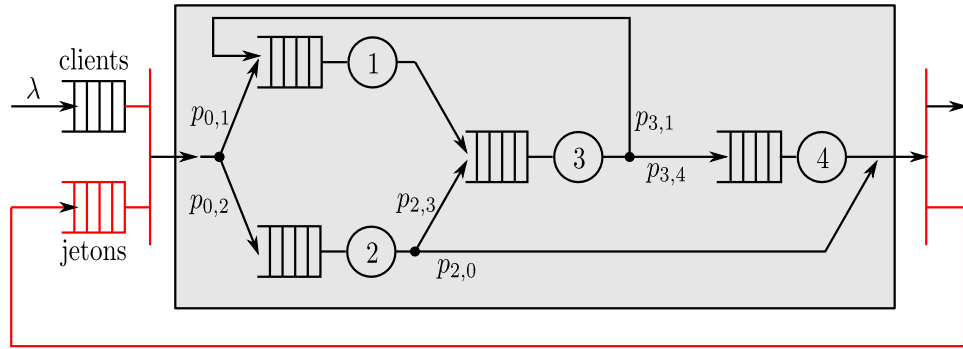 clients
λ
jetons
p0,1
p0,2
1
2
p2,3
p2,0
3
p3,1
p3,4
4